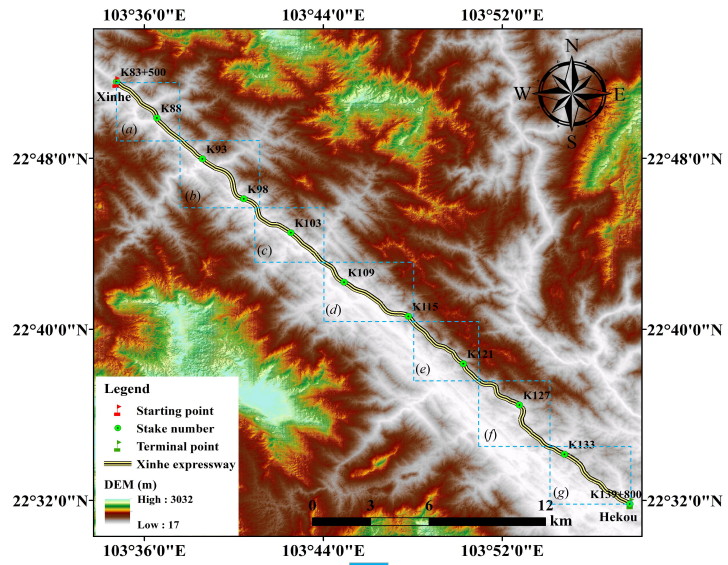 103°36'0"E 103°44'0"E 103°52'0"E
N
W E
S
K83+500
Xinhe
K88
(a)
22°48'0"N 22°48'0"N
K93
(b)
K98
K103
(c)
K109
(d)
K115
22°40'0"N 22°40'0"N
K121
(e)
K127
(f)
K133
(g)
K139+800
Hekou
Legend
Starting point
Stake number
Terminal point
Xinhe expressway
DEM (m)
High : 3032
Low : 17
22°32'0"N 22°32'0"N
0 3 6 12
km
103°36'0"E 103°44'0"E 103°52'0"E